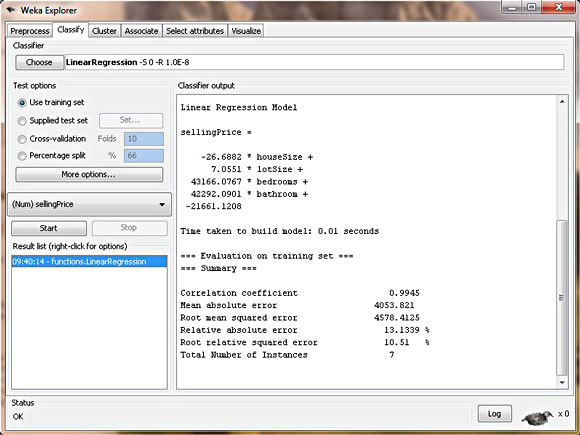 Weka Explorer
Preprocess Classify Cluster Associate Select attributes Visualize
Classifier
Choose LinearRegression -S 0 -R 1.0E-8
Test options
Use training set
Supplied test set Set...
Cross-validation Folds 10
Percentage split % 66
More options...
(Num) sellingPrice
Start Stop
Result list (right-click for options)
09:40:14 - functions.LinearRegression
Classifier output
Linear Regression Model
sellingPrice =
-26.6882 * houseSize +
7.0551 * lotSize +
43166.0767 * bedrooms +
42292.0901 * bathroom +
-21661.1208
Time taken to build model: 0.01 seconds
=== Evaluation on training set ===
=== Summary ===
Correlation coefficient 0.9945
Mean absolute error 4053.821
Root mean squared error 4578.4125
Relative absolute error 13.1339 %
Root relative squared error 10.51 %
Total Number of Instances 7
Status
OK
Log
x 0